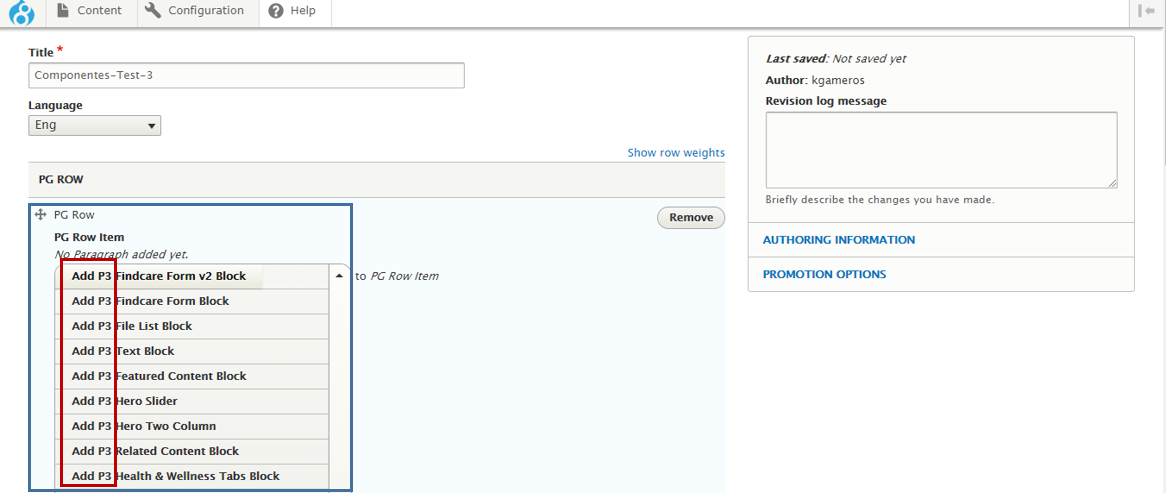 Content
Configuration
Help
Title *
Componentes-Test-3
Language
Eng
Show row weights
PG ROW
PG Row
Remove
PG Row Item
No Paragraph added yet.
Add P3 Findcare Form v2 Block
to PG Row Item
Add P3 Findcare Form Block
Add P3 File List Block
Add P3 Text Block
Add P3 Featured Content Block
Add P3 Hero Slider
Add P3 Hero Two Column
Add P3 Related Content Block
Add P3 Health & Wellness Tabs Block
Last saved: Not saved yet
Author: kgameros
Revision log message
Briefly describe the changes you have made.
AUTHORING INFORMATION
PROMOTION OPTIONS